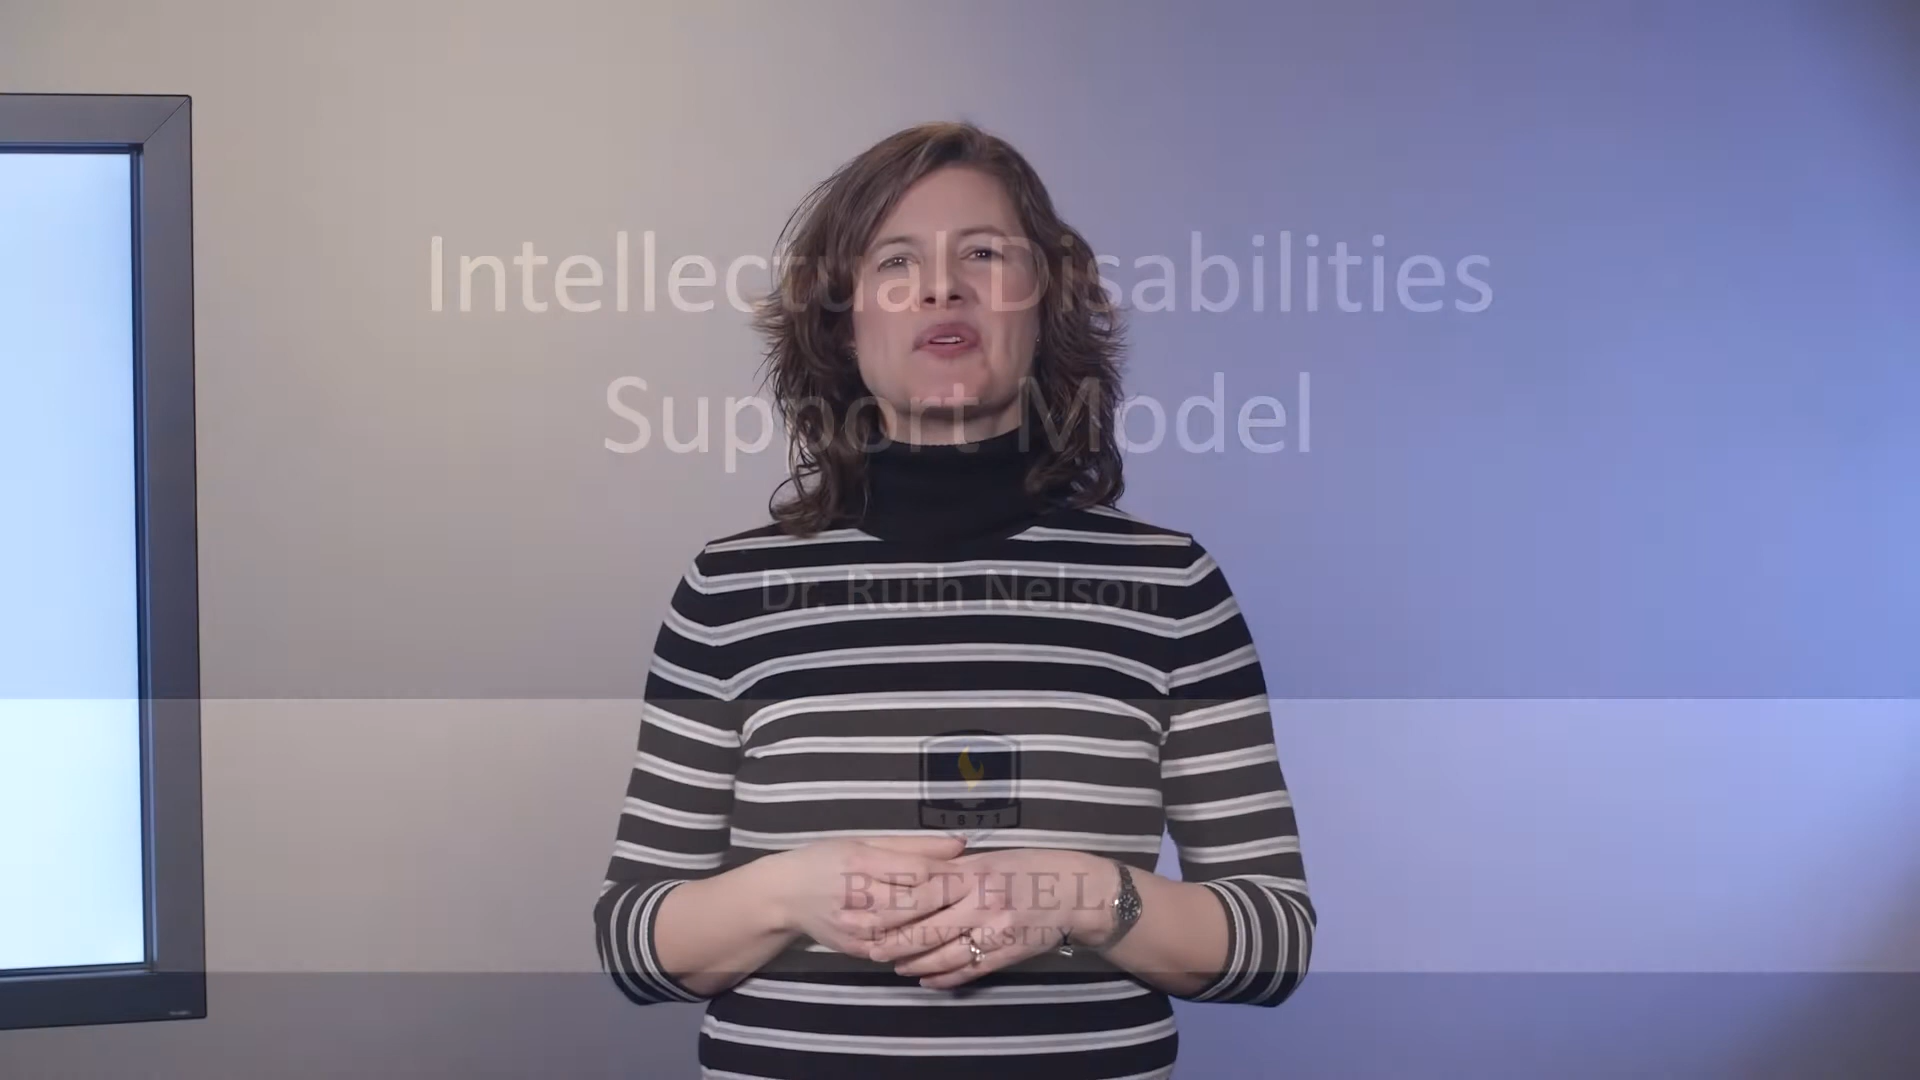 Intellectual Disabilities
Support Model
Dr. Ruth Nelson
1871
BETHEL
UNIVERSITY